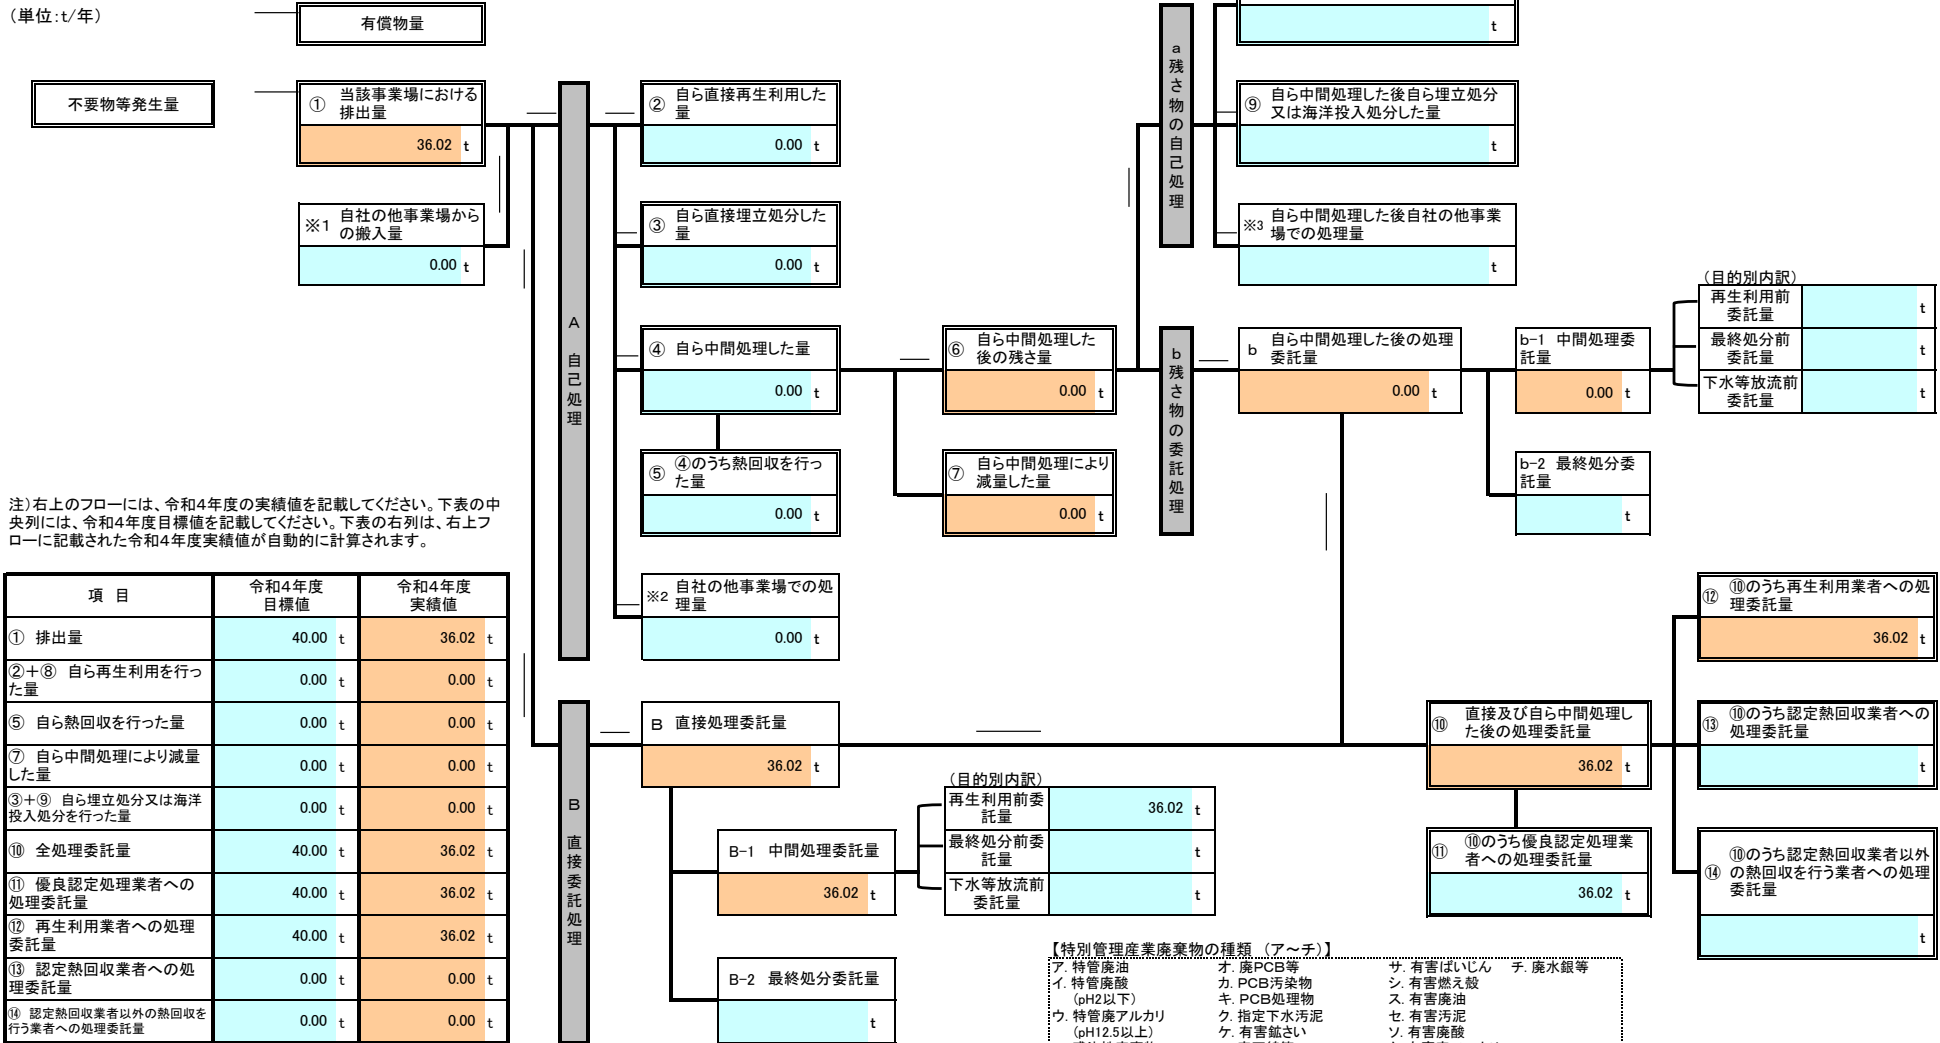 (単位:t/年)
有償物量
t
不要物等発生量
① 当該事業場における
排出量
36.02 t
※1 自社の他事業場から
の搬入量
0.00 t
A 自己処理
② 自ら直接再生利用した
量
0.00 t
③ 自ら直接埋立処分した
量
0.00 t
④ 自ら中間処理した量
0.00 t
⑤ ④のうち熱回収を行っ
た量
0.00 t
※2 自社の他事業場での処
理量
0.00 t
⑥ 自ら中間処理した
後の残さ量
0.00 t
⑦ 自ら中間処理により
減量した量
0.00 t
a 残さ物の自己処理
⑨ 自ら中間処理した後自ら埋立処分
又は海洋投入処分した量
t
※3 自ら中間処理した後自社の他事業
場での処理量
t
b 残さ物の委託処理
b 自ら中間処理した後の処理
委託量
0.00 t
b-1 中間処理委
託量
0.00 t
b-2 最終処分委
託量
t
(目的別内訳)
再生利用前
委託量 t
最終処分前
委託量 t
下水等放流前
委託量 t
注)右上のフローには、令和4年度の実績値を記載してください。下表の中
央列には、令和4年度目標値を記載してください。下表の右列は、右上フ
ローに記載された令和4年度実績値が自動的に計算されます。
項 目 令和4年度
目標値 令和4年度
実績値
① 排出量 40.00 t 36.02 t
②+⑧ 自ら再生利用を行っ
た量 0.00 t 0.00 t
⑤ 自ら熱回収を行った量 0.00 t 0.00 t
⑦ 自ら中間処理により減量
した量 0.00 t 0.00 t
③+⑨ 自ら埋立処分又は海洋
投入処分を行った量 0.00 t 0.00 t
⑩ 全処理委託量 40.00 t 36.02 t
⑪ 優良認定処理業者への
処理委託量 40.00 t 36.02 t
⑫ 再生利用業者への処理
委託量 40.00 t 36.02 t
⑬ 認定熱回収業者への処
理委託量 0.00 t 0.00 t
⑭ 認定熱回収業者以外の熱回収を
行う業者への処理委託量 0.00 t 0.00 t
B 直接委託処理
B 直接処理委託量
36.02 t
B-1 中間処理委託量
36.02 t
B-2 最終処分委託量
t
(目的別内訳)
再生利用前委
託量 36.02 t
最終処分前委
託量 t
下水等放流前
委託量 t
⑩ 直接及び自ら中間処理し
た後の処理委託量
36.02 t
⑪ ⑩のうち優良認定処理業
者への処理委託量
36.02 t
⑫ ⑩のうち再生利用業者への処
理委託量
36.02 t
⑬ ⑩のうち認定熱回収業者への
処理委託量
t
⑭ ⑩のうち認定熱回収業者以外
の熱回収を行う業者への処理
委託量
t
【特別管理産業廃棄物の種類 (ア~チ)】
ア. 特管廃油 オ. 廃PCB等 サ. 有害ばいじん チ. 廃水銀等
イ. 特管廃酸 カ. PCB汚染物 シ. 有害燃え殻
(pH2以下) キ. PCB処理物 ス. 有害廃油
ウ. 特管廃アルカリ ク. 指定下水汚泥 セ. 有害汚泥
(pH12.5以上) ケ. 有害鉱さい ソ. 有害廃酸